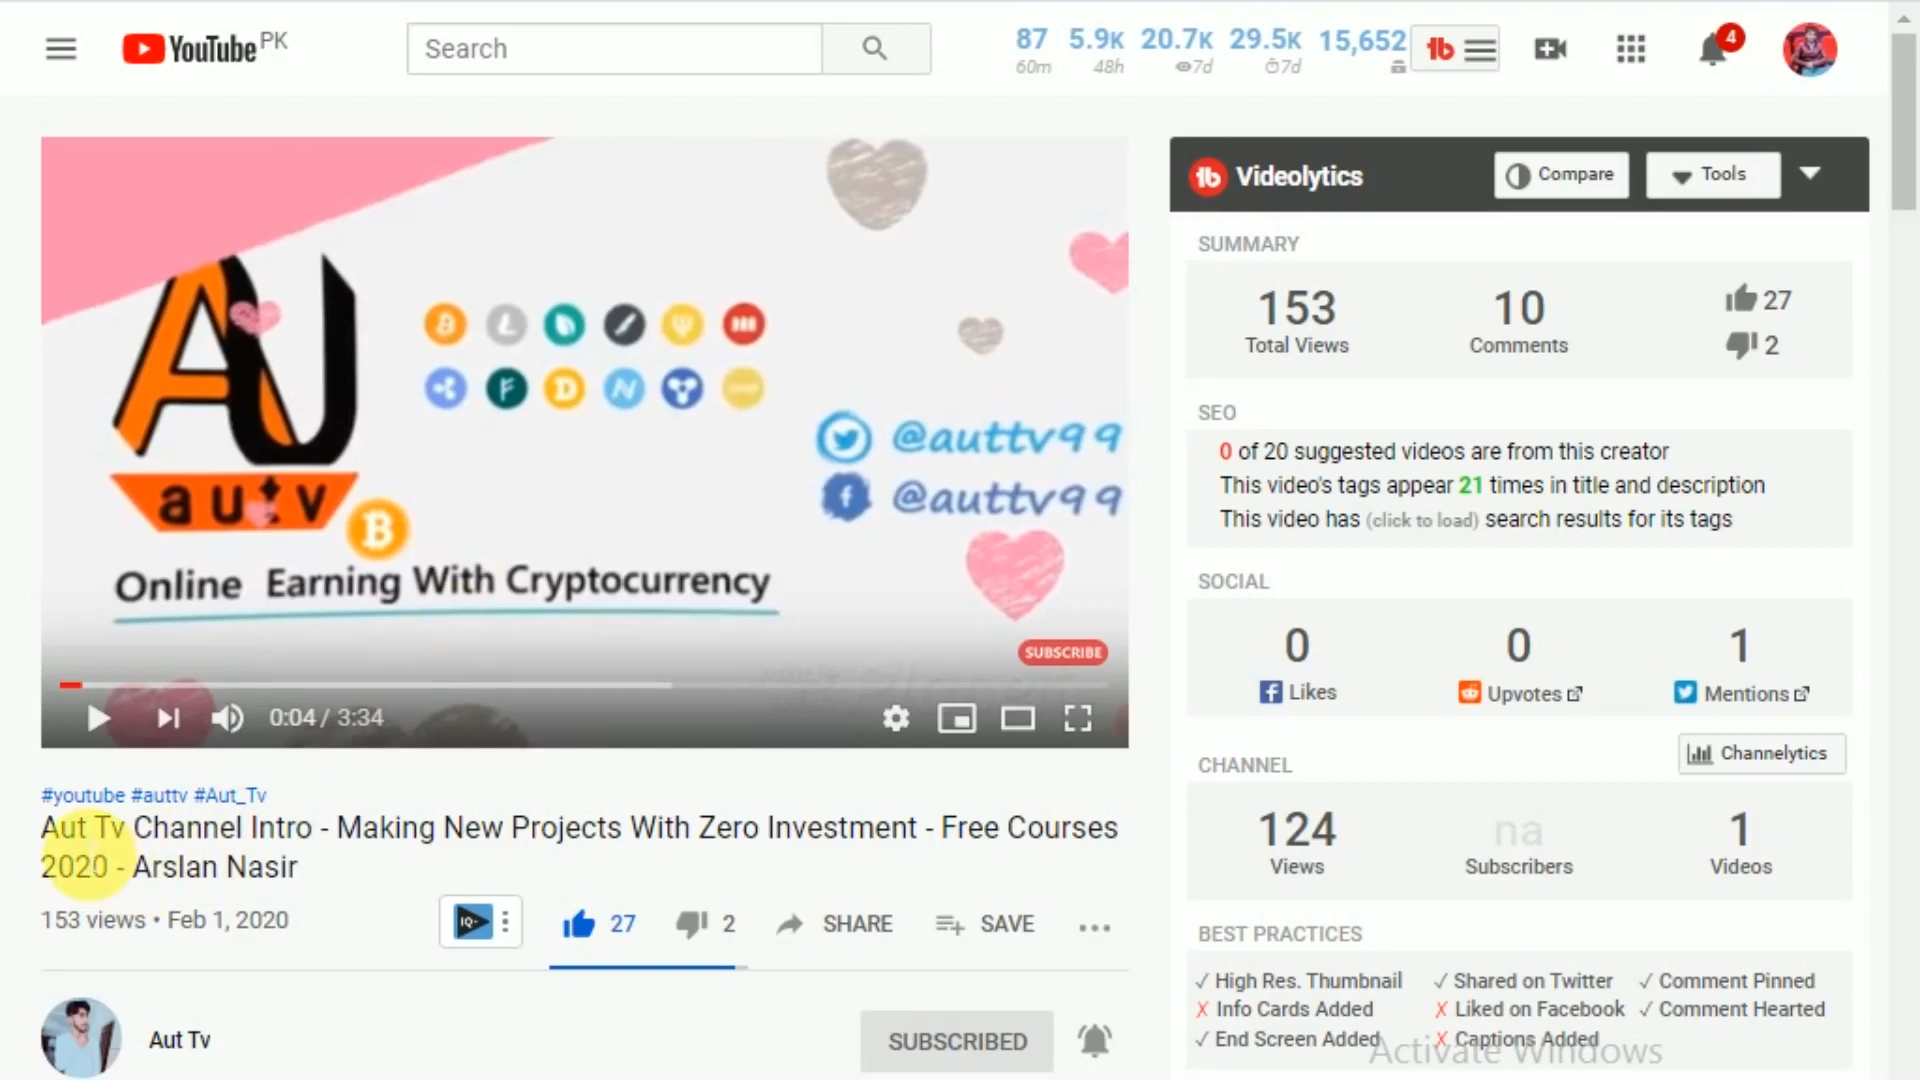 YouTube PK
Search
87 5.9K 20.7K 29.5K 15,652
60m 48h 7d 7d
4
Videolytics
Compare
Tools
SUMMARY
153 10 27
Total Views Comments 2
SEO
0 of 20 suggested videos are from this creator
This video's tags appear 21 times in title and description
This video has (click to load) search results for its tags
SOCIAL
0 0 1
Likes Upvotes Mentions
CHANNEL
Channelytics
124 na 1
Views Subscribers Videos
BEST PRACTICES
✓ High Res. Thumbnail ✓ Shared on Twitter ✓ Comment Pinned
✗ Info Cards Added ✗ Liked on Facebook ✓ Comment Hearted
✓ End Screen Added ✗ Captions Added
Activate Windows
AU
autv
@auttv99
@auttv99
Online Earning With Cryptocurrency
SUBSCRIBE
0:04 / 3:34
#youtube #auttv #Aut_Tv
Aut Tv Channel Intro - Making New Projects With Zero Investment - Free Courses
2020 - Arslan Nasir
153 views • Feb 1, 2020
IQ
27 2 SHARE SAVE
Aut Tv
SUBSCRIBED